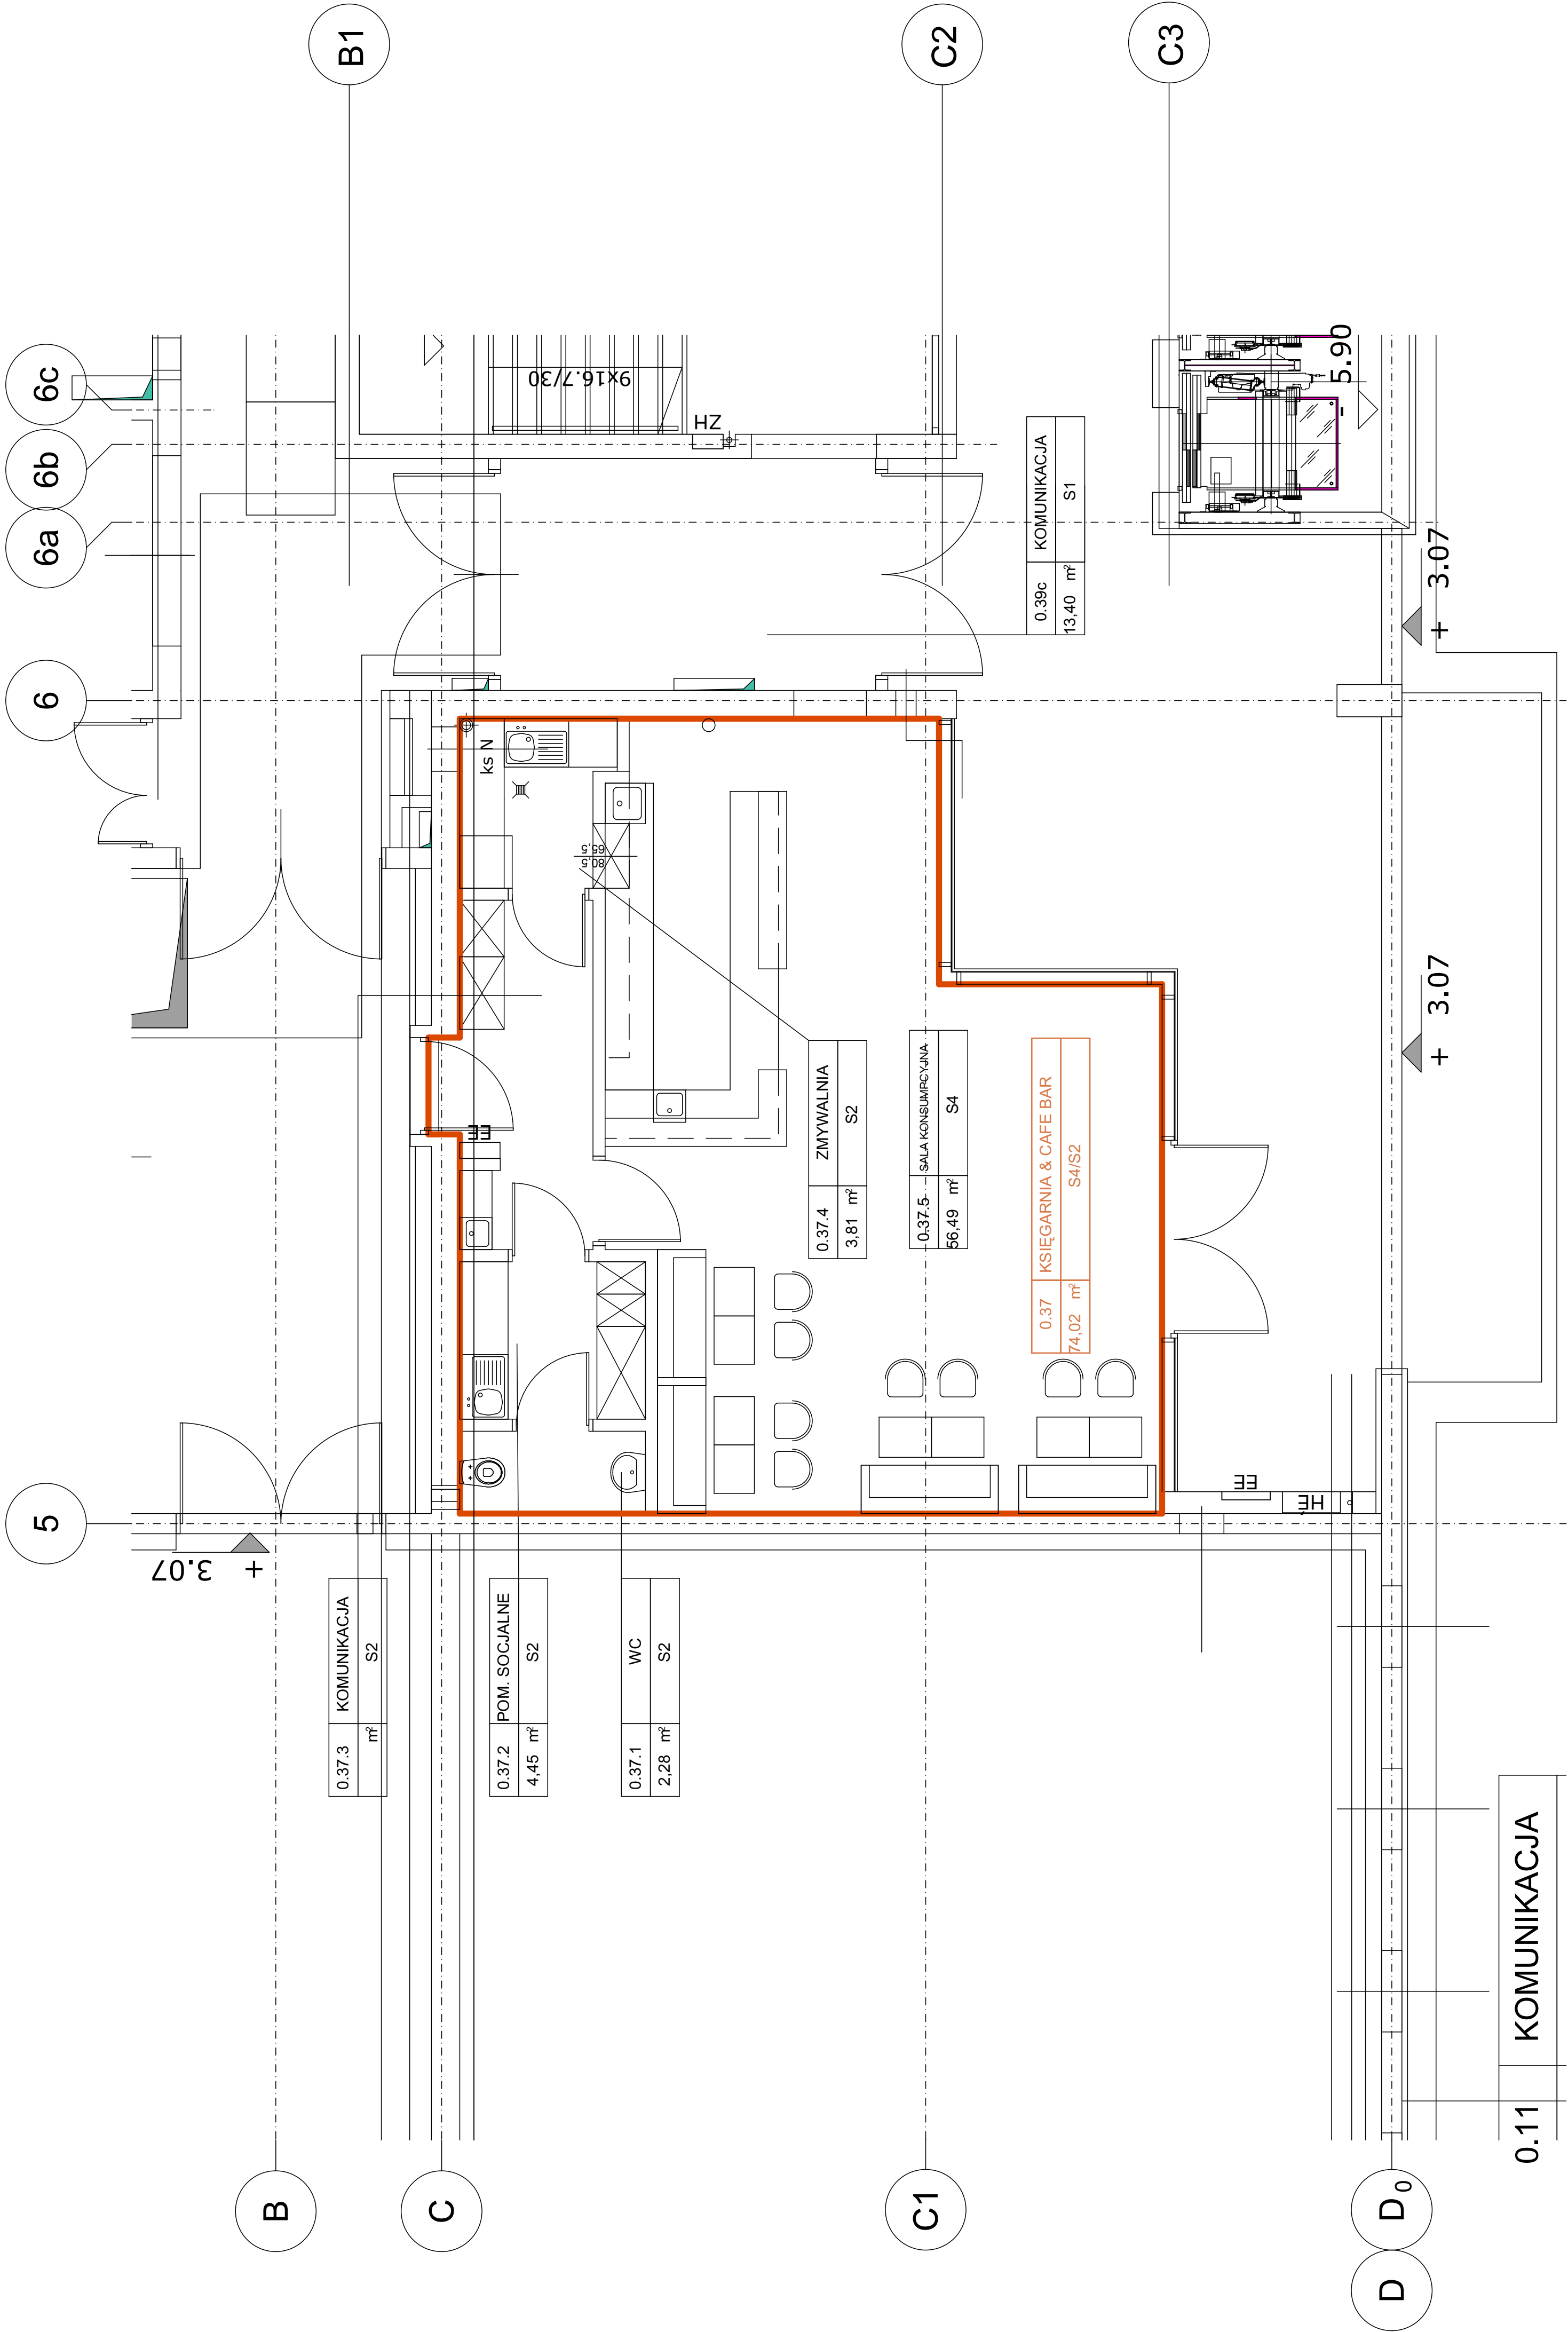 6c
6b
6a
6
5
B1
C2
C3
B
C
C1
D0
D
9x16.7/30
ZH
0.39c KOMUNIKACJA
13,40 m² S1
- 5.90
+ 3.07
+ 3.07
+ 3.07
ks N
80,5
65,5
EE
0.37.4 ZMYWALNIA
3,81 m² S2
0.37.5 SALA KONSUMPCYJNA
56,49 m² S4
0.37 KSIĘGARNIA & CAFE BAR
74,02 m² S4/S2
EE
HE
0.37.3 KOMUNIKACJA
m² S2
0.37.2 POM. SOCJALNE
4,45 m² S2
0.37.1 WC
2,28 m² S2
0.11 KOMUNIKACJA